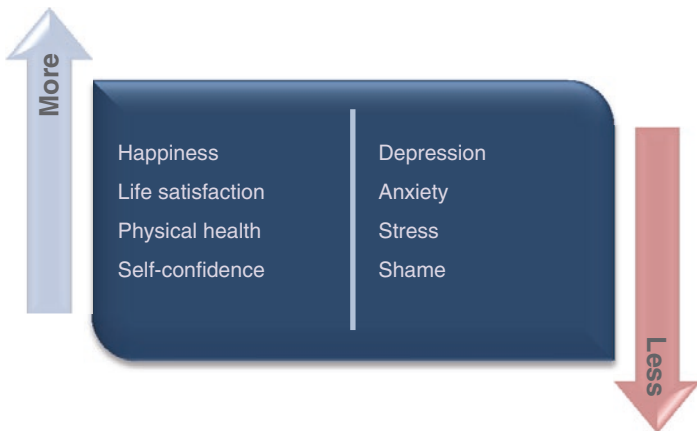 More
Happiness
Life satisfaction
Physical health
Self-confidence
Depression
Anxiety
Stress
Shame
Less